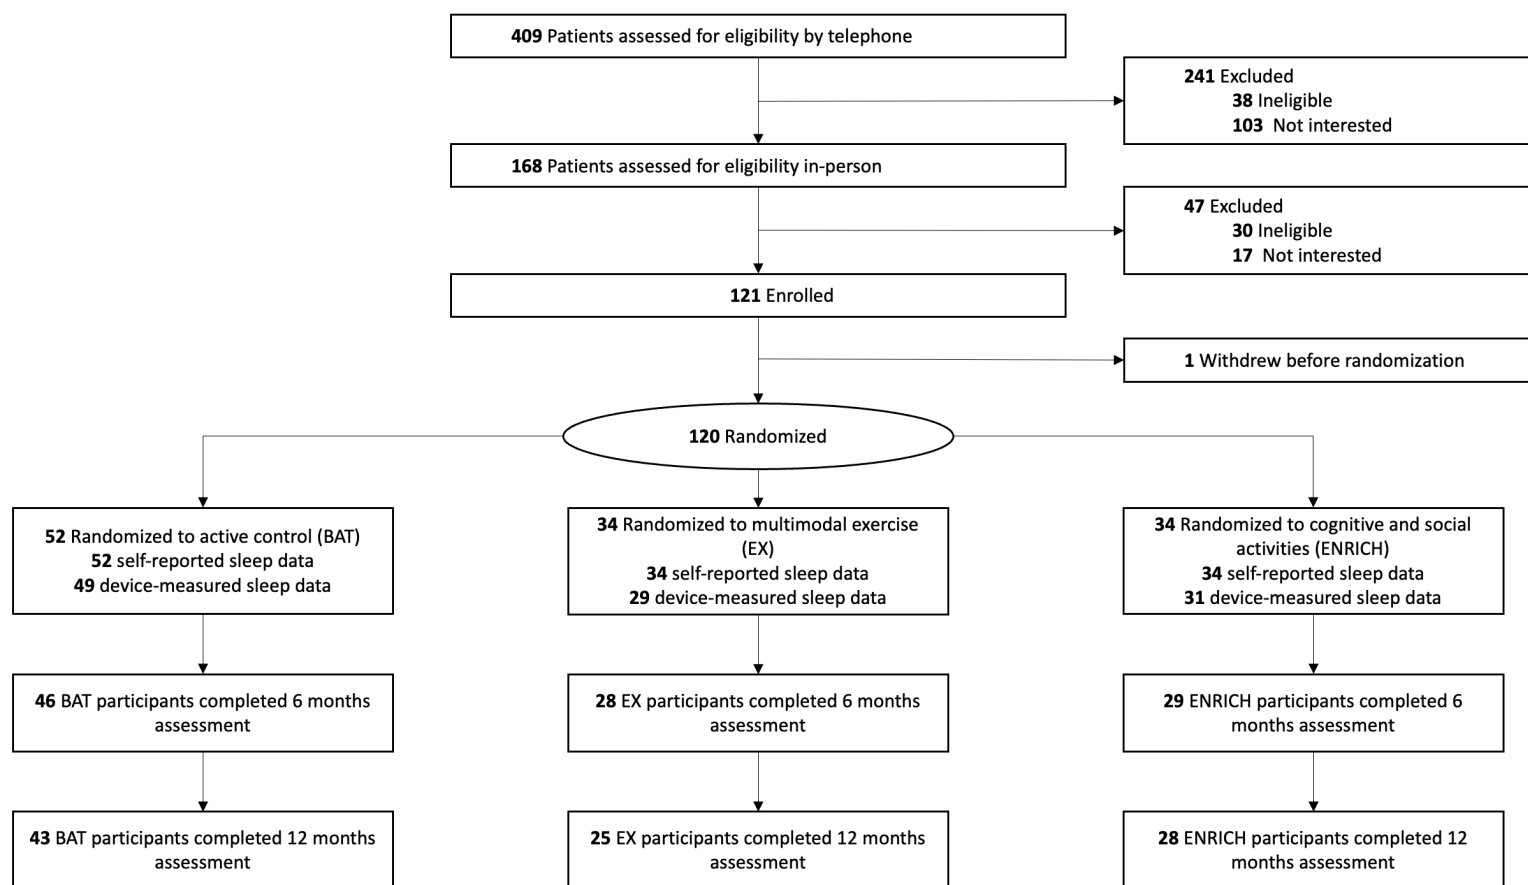 409 Patients assessed for eligibility by telephone
241 Excluded
38 Ineligible
103 Not interested
168 Patients assessed for eligibility in-person
47 Excluded
30 Ineligible
17 Not interested
121 Enrolled
1 Withdrew before randomization
120 Randomized
52 Randomized to active control (BAT)
52 self-reported sleep data
49 device-measured sleep data
34 Randomized to multimodal exercise
(EX)
34 self-reported sleep data
29 device-measured sleep data
34 Randomized to cognitive and social
activities (ENRICH)
34 self-reported sleep data
31 device-measured sleep data
46 BAT participants completed 6 months
assessment
28 EX participants completed 6 months
assessment
29 ENRICH participants completed 6
months assessment
43 BAT participants completed 12 months
assessment
25 EX participants completed 12 months
assessment
28 ENRICH participants completed 12
months assessment